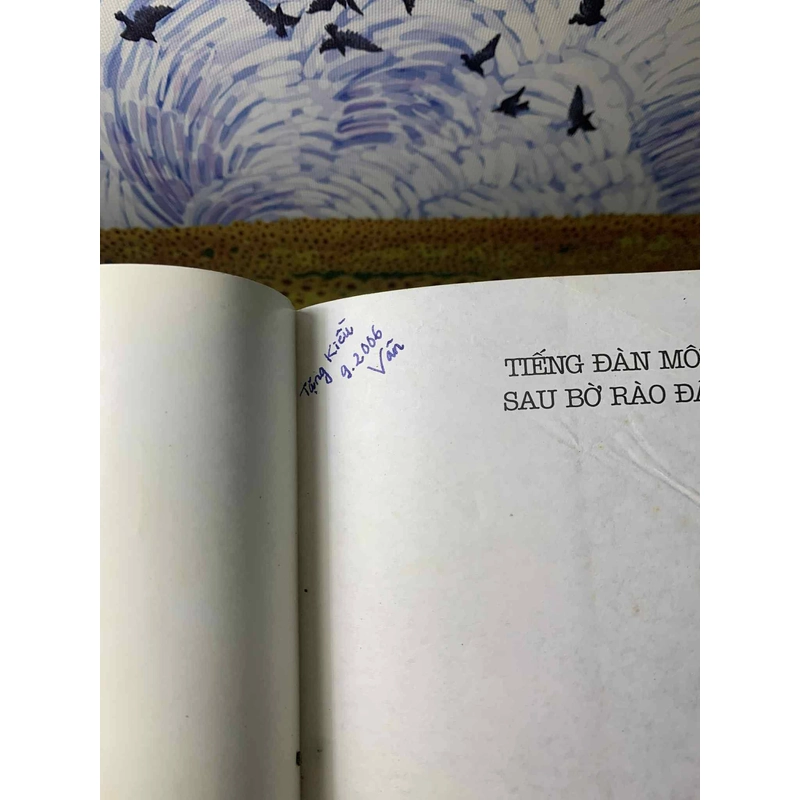 Tặng Kiều
9.2006
Vân
TIẾNG ĐÀN MÔ
SAU BỜ RÀO ĐÁ